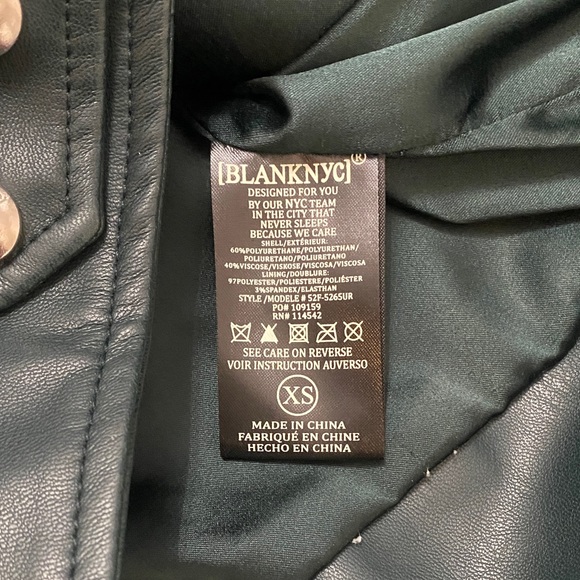 [BLANKNYC]®
DESIGNED FOR YOU
BY OUR NYC TEAM
IN THE CITY THAT
NEVER SLEEPS
BECAUSE WE CARE
SHELL/EXTÉRIEUR:
60%POLYURETHANE/POLYURETHAN/
POLIURETANO/POLIURETANO
40%VISCOSE/VISKOSE/VISCOSA/VISCOSA
LINING/DOUBLURE:
97POLYESTER/POLIESTERE/POLIÉSTER
3%SPANDEX/ELASTHAM
STYLE /MODELE # 52F-5265UR
PO# 109159
RN# 114542
SEE CARE ON REVERSE
VOIR INSTRUCTION AUVERSO
XS
MADE IN CHINA
FABRIQUÉ EN CHINE
HECHO EN CHINA